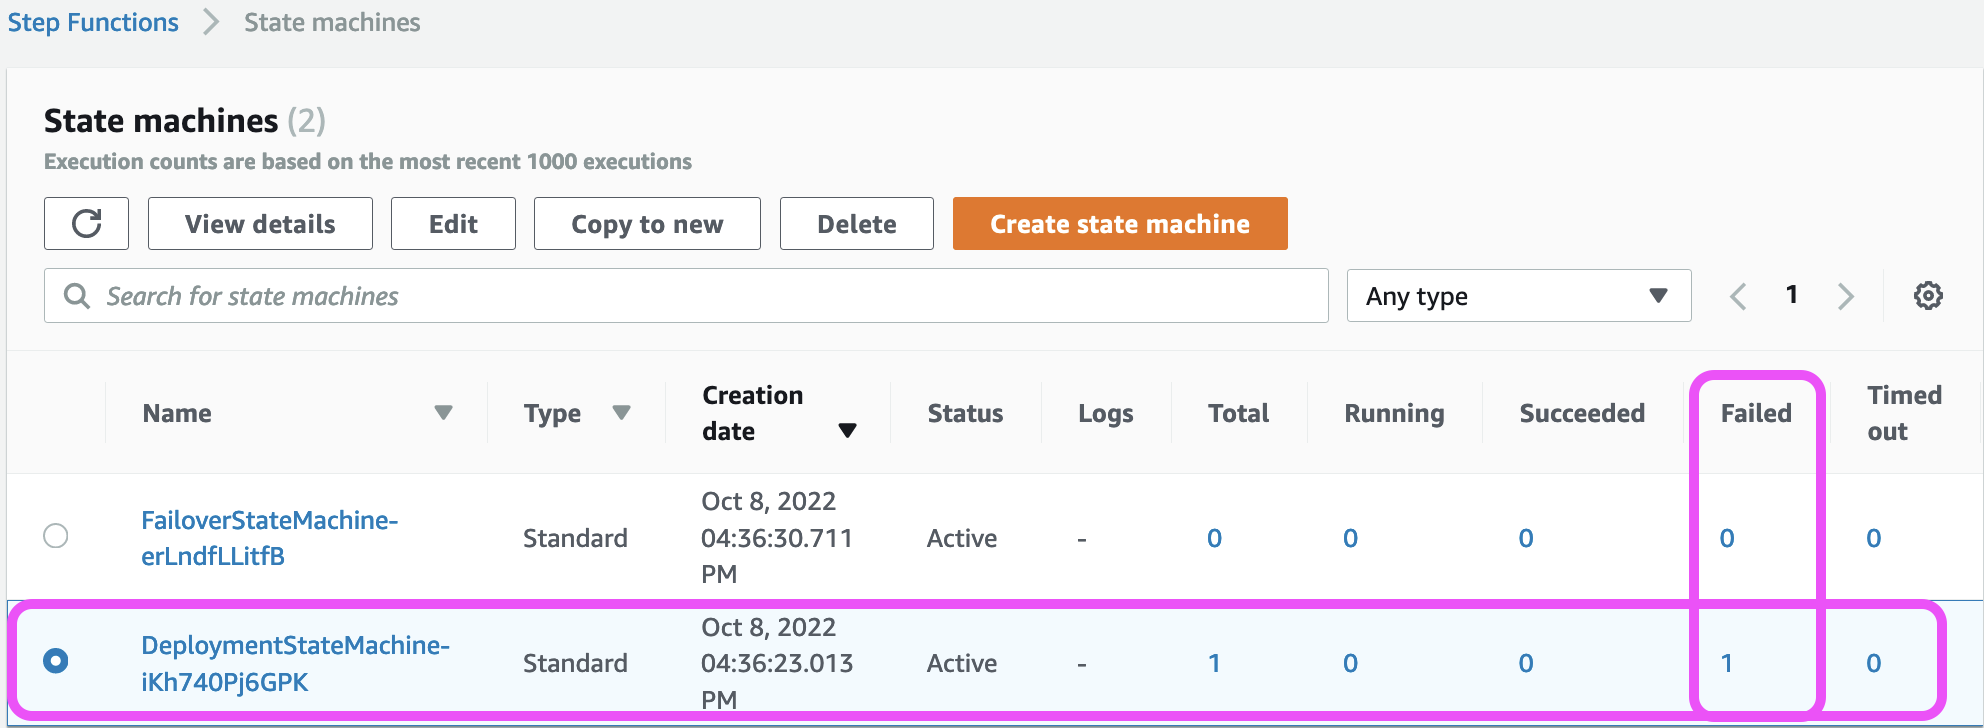 Step Functions > State machines
State machines (2)
Execution counts are based on the most recent 1000 executions
View details Edit Copy to new Delete Create state machine
Search for state machines Any type 1
Name Type Creation date Status Logs Total Running Succeeded Failed Timed out
FailoverStateMachine-erLndfLLitfB Standard Oct 8, 2022 04:36:30.711 PM Active - 0 0 0 0 0
DeploymentStateMachine-iKh740Pj6GPK Standard Oct 8, 2022 04:36:23.013 PM Active - 1 0 0 1 0